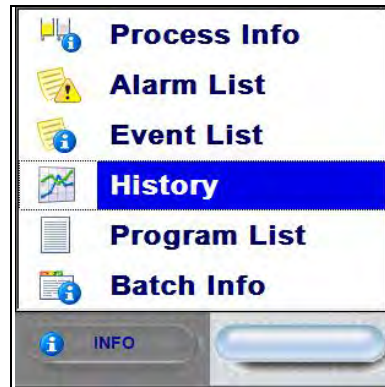 Process Info
Alarm List
Event List
History
Program List
Batch Info
INFO